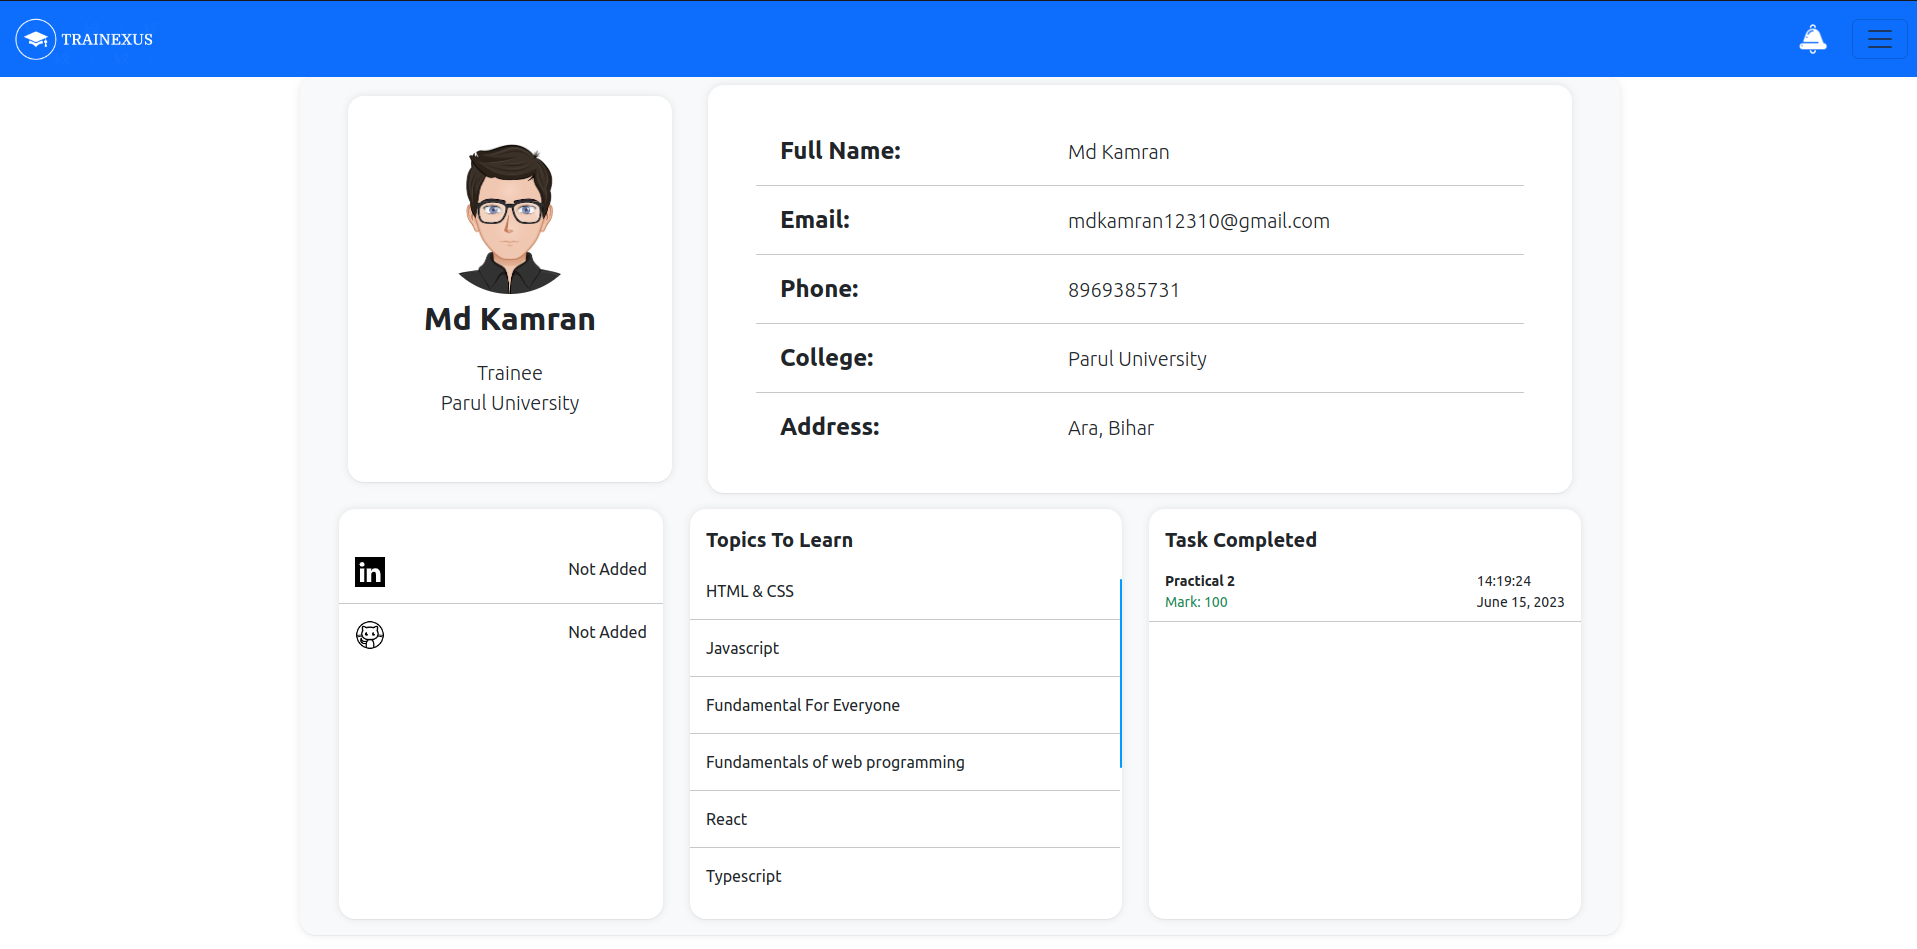 TRAINEXUS
Md Kamran
Trainee
Parul University
Full Name: Md Kamran
Email: mdkamran12310@gmail.com
Phone: 8969385731
College: Parul University
Address: Ara, Bihar
in Not Added
Not Added
Topics To Learn
HTML & CSS
Javascript
Fundamental For Everyone
Fundamentals of web programming
React
Typescript
Task Completed
Practical 2 14:19:24
Mark: 100 June 15, 2023